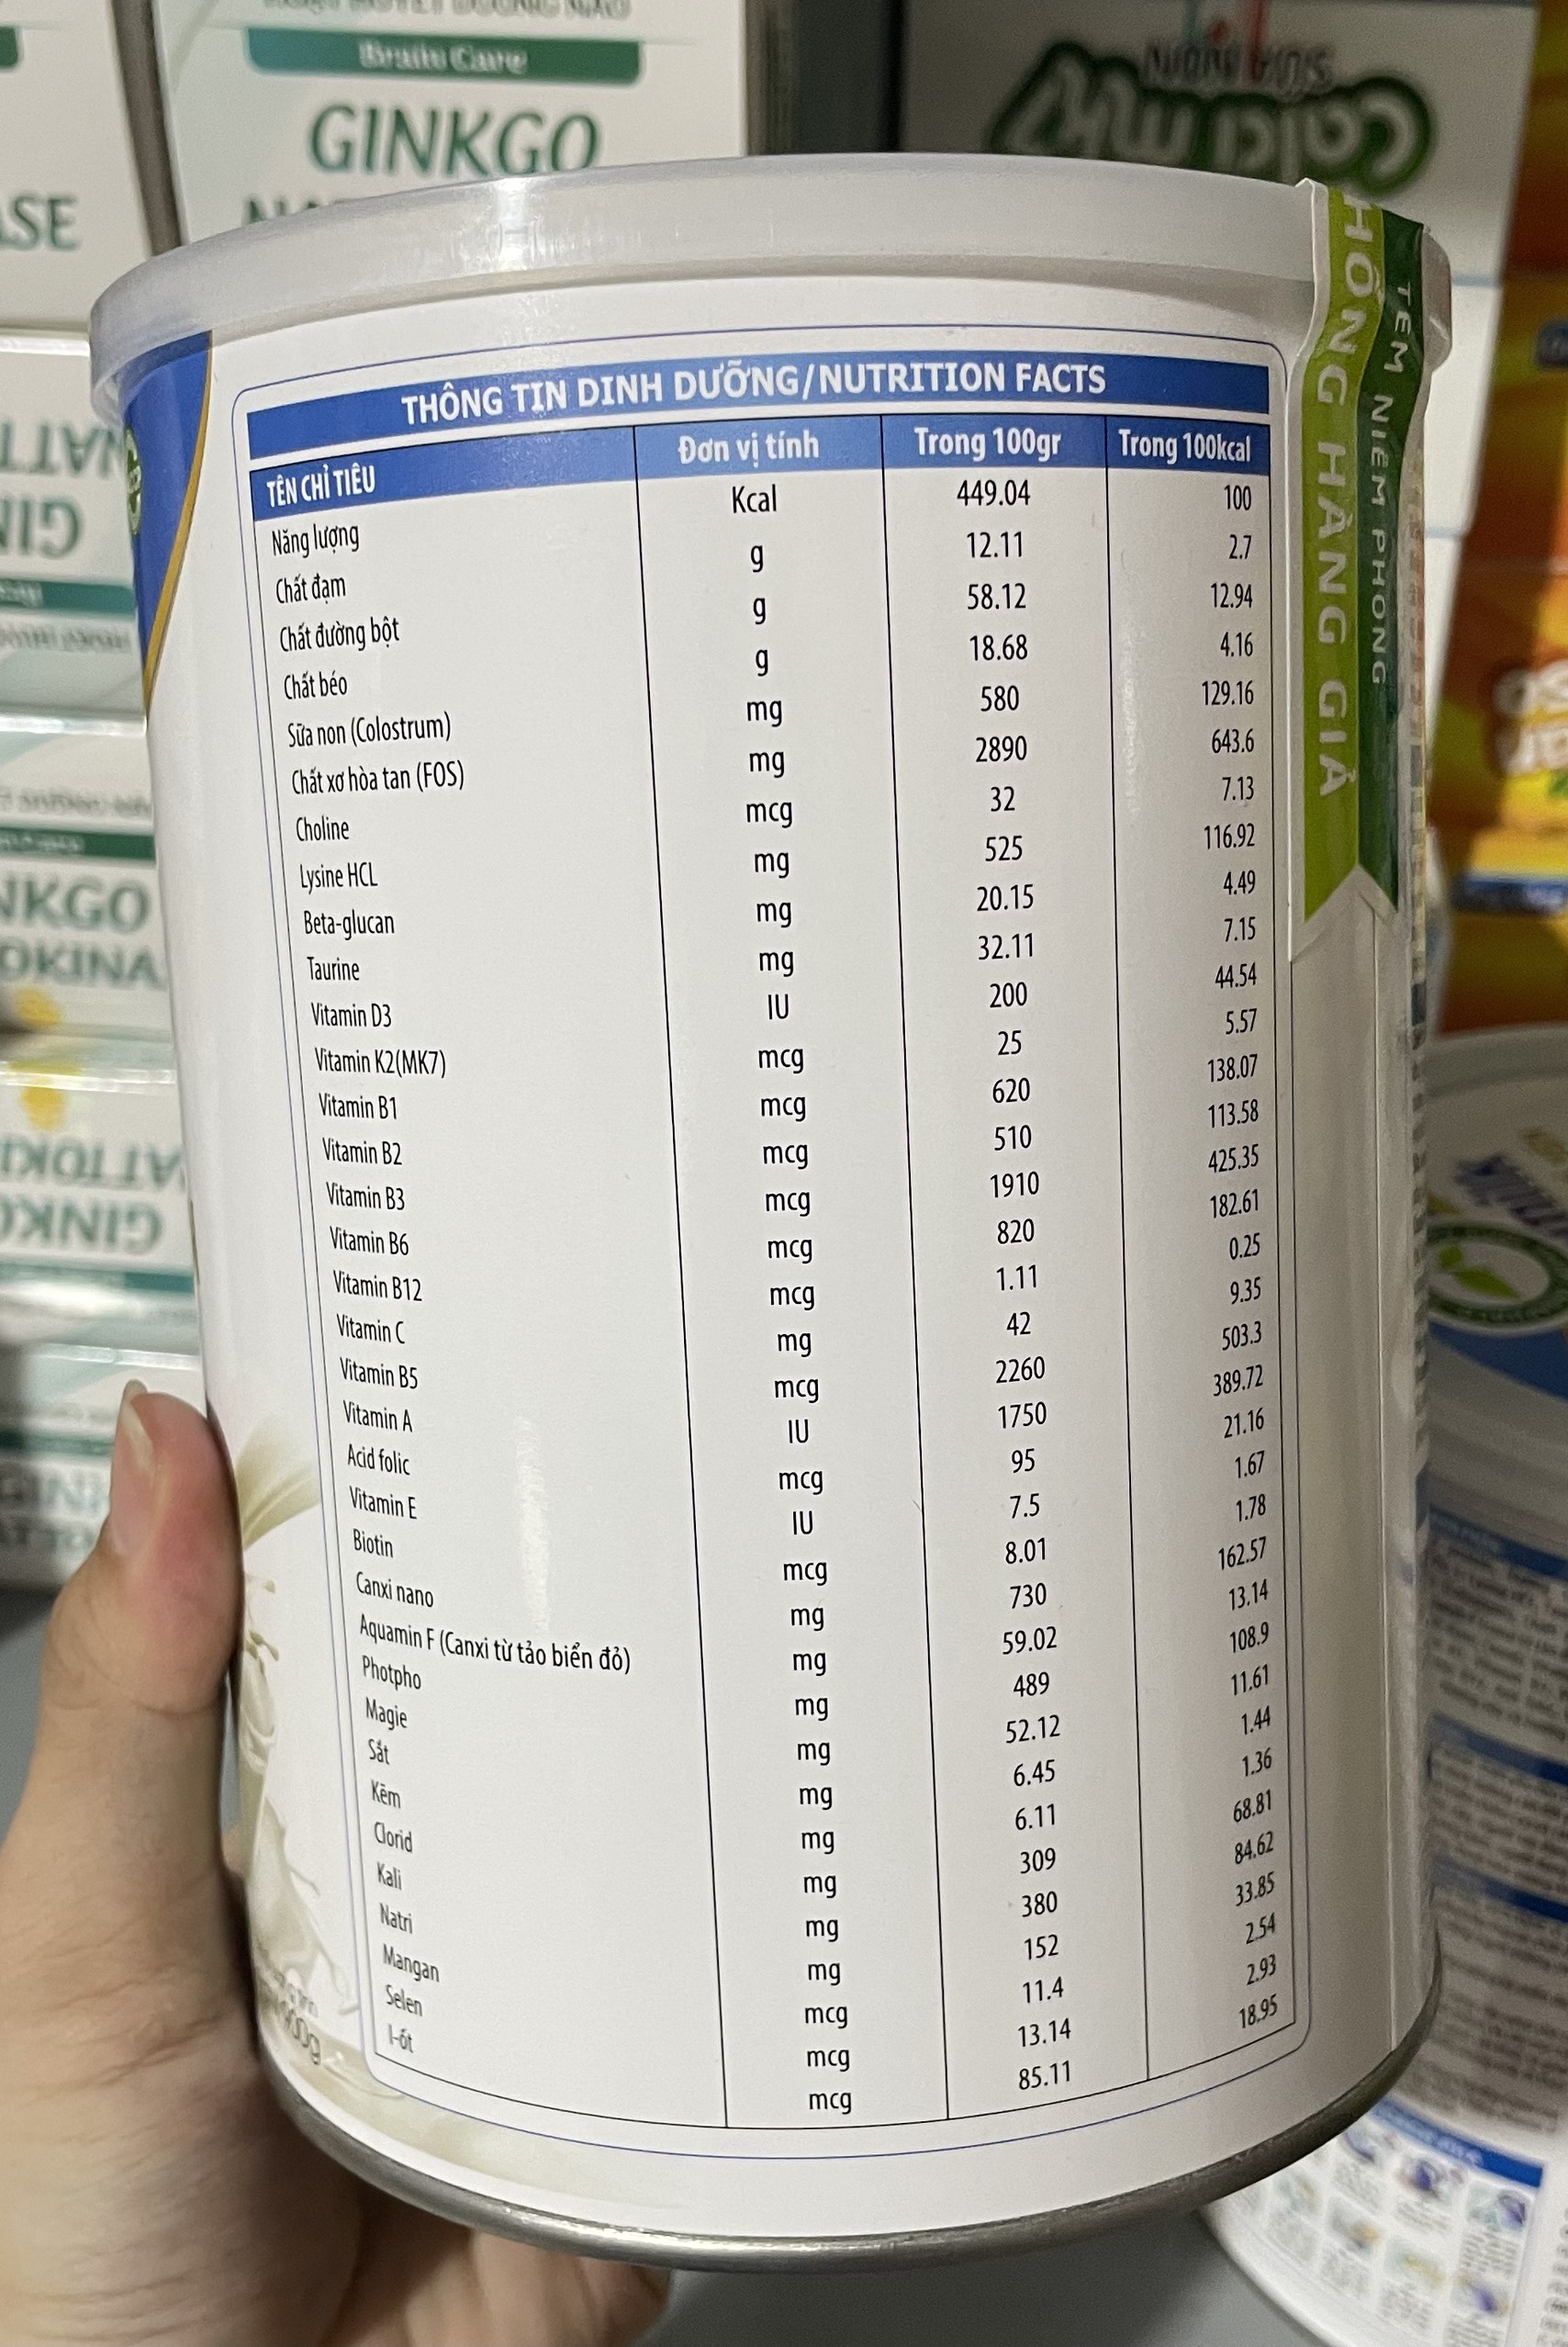 Brain Care
GINKGO
ASE
SỮA NON
THÔNG TIN DINH DƯỠNG/NUTRITION FACTS
TÊN CHỈ TIÊU Đơn vị tính Trong 100gr Trong 100kcal
Năng lượng Kcal 449.04 100
Chất đạm g 12.11 2.7
Chất đường bột g 58.12 12.94
Chất béo g 18.68 4.16
Sữa non (Colostrum) mg 580 129.16
Chất xơ hòa tan (FOS) mg 2890 643.6
Choline mcg 32 7.13
Lysine HCL mg 525 116.92
Beta-glucan mg 20.15 4.49
Taurine mg 32.11 7.15
Vitamin D3 IU 200 44.54
Vitamin K2(MK7) mcg 25 5.57
Vitamin B1 mcg 620 138.07
Vitamin B2 mcg 510 113.58
Vitamin B3 mcg 1910 425.35
Vitamin B6 mcg 820 182.61
Vitamin B12 mcg 1.11 0.25
Vitamin C mg 42 9.35
Vitamin B5 mcg 2260 503.3
Vitamin A IU 1750 389.72
Acid folic mcg 95 21.16
Vitamin E IU 7.5 1.67
Biotin mcg 8.01 1.78
Canxi nano mg 730 162.57
Aquamin F (Canxi từ tảo biển đỏ) mg 59.02 13.14
Photpho mg 489 108.9
Magie mg 52.12 11.61
Sắt mg 6.45 1.44
Kẽm mg 6.11 1.36
Clorid mg 309 68.81
Kali mg 380 84.62
Natri mg 152 33.85
Mangan mcg 11.4 2.54
Selen mcg 13.14 2.93
I-ốt mcg 85.11 18.95
TEM NIÊM PHONG
HỐNG HÀNG GIẢ
NKGO
OKINA
GINKGO
900g